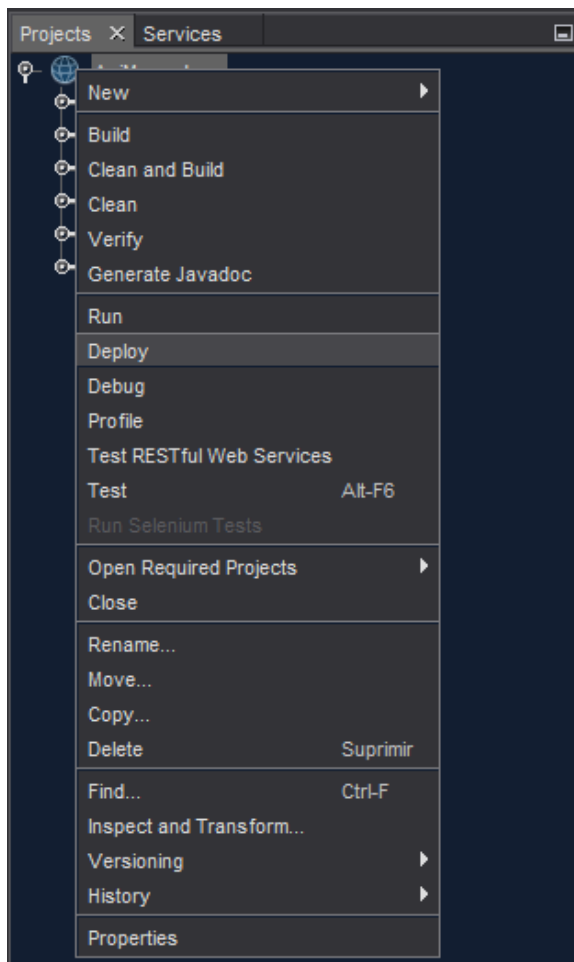 Projects Services
New
Build
Clean and Build
Clean
Verify
Generate Javadoc
Run
Deploy
Debug
Profile
Test RESTful Web Services
Test Alt-F6
Run Selenium Tests
Open Required Projects
Close
Rename...
Move...
Copy...
Delete Suprimir
Find... Ctrl-F
Inspect and Transform...
Versioning
History
Properties